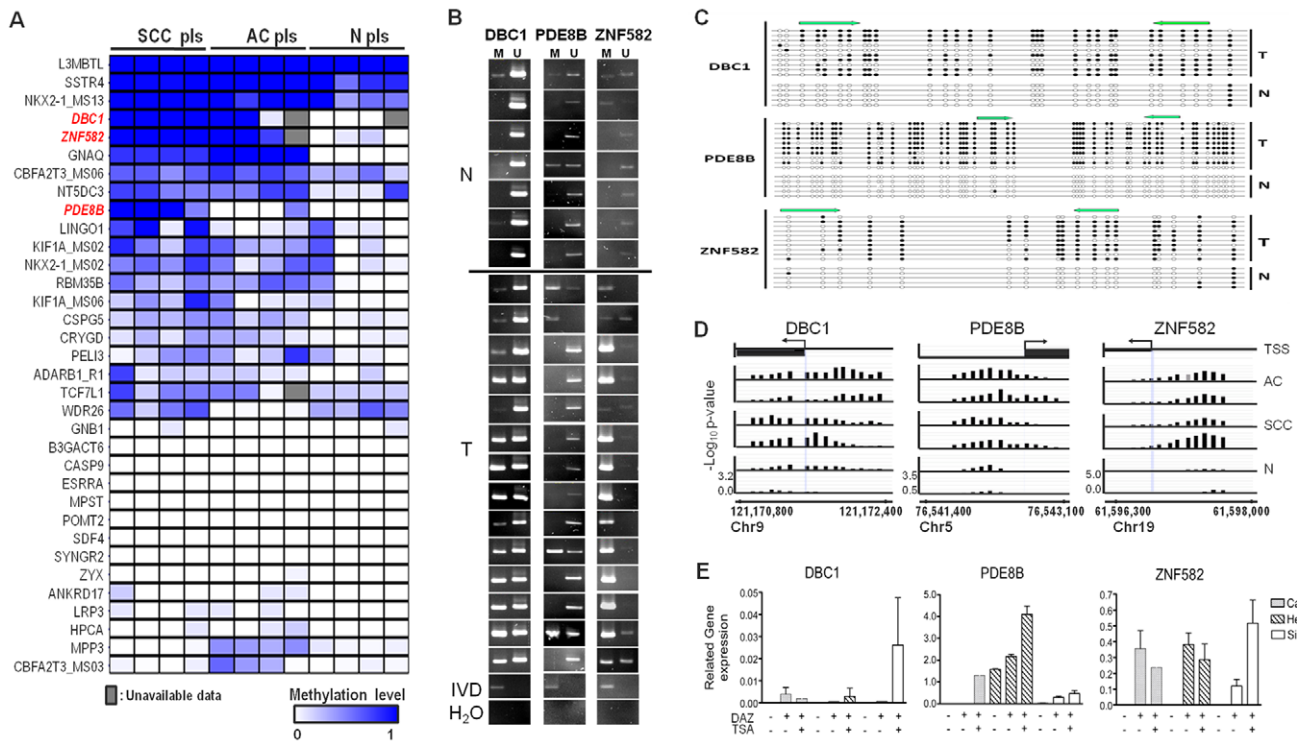 A
SCC pls AC pls N pls
L3MBTL
SSTR4
NKX2-1_MS13
DBC1
ZNF582
GNAQ
CBFA2T3_MS06
NT5DC3
PDE8B
LINGO1
KIF1A_MS02
NKX2-1_MS02
RBM35B
KIF1A_MS06
CSPG5
CRYGD
PELI3
ADARB1_R1
TCF7L1
WDR26
GNB1
B3GACT6
CASP9
ESRRA
MPST
POMT2
SDF4
SYNGR2
ZYX
ANKRD17
LRP3
HPCA
MPP3
CBFA2T3_MS03
: Unavailable data
Methylation level
0 1
B
DBC1 PDE8B ZNF582
M U M U M U
N
T
IVD
H2O
C
DBC1
T
N
PDE8B
T
N
ZNF582
T
N
D
DBC1 PDE8B ZNF582
TSS
AC
SCC
N
-Log10 p-value
3.2
0.0
3.5
0.5
5.0
0.0
121,170,800 121,172,400
Chr9
76,541,400 76,543,100
Chr5
61,596,300 61,598,000
Chr19
E
DBC1 PDE8B ZNF582
Related Gene
expression
0.05
0.04
0.03
0.02
0.01
0.00
5.0
4.0
3.0
2.0
1.0
0.0
0.7
0.6
0.5
0.4
0.3
0.2
0.1
0
Ca
He
Si
DAZ - + + - + + - + + - + + - + + - + + - + + - + + - + +
TSA - - + - - + - - + - - + - - + - - + - - + - - + - - +